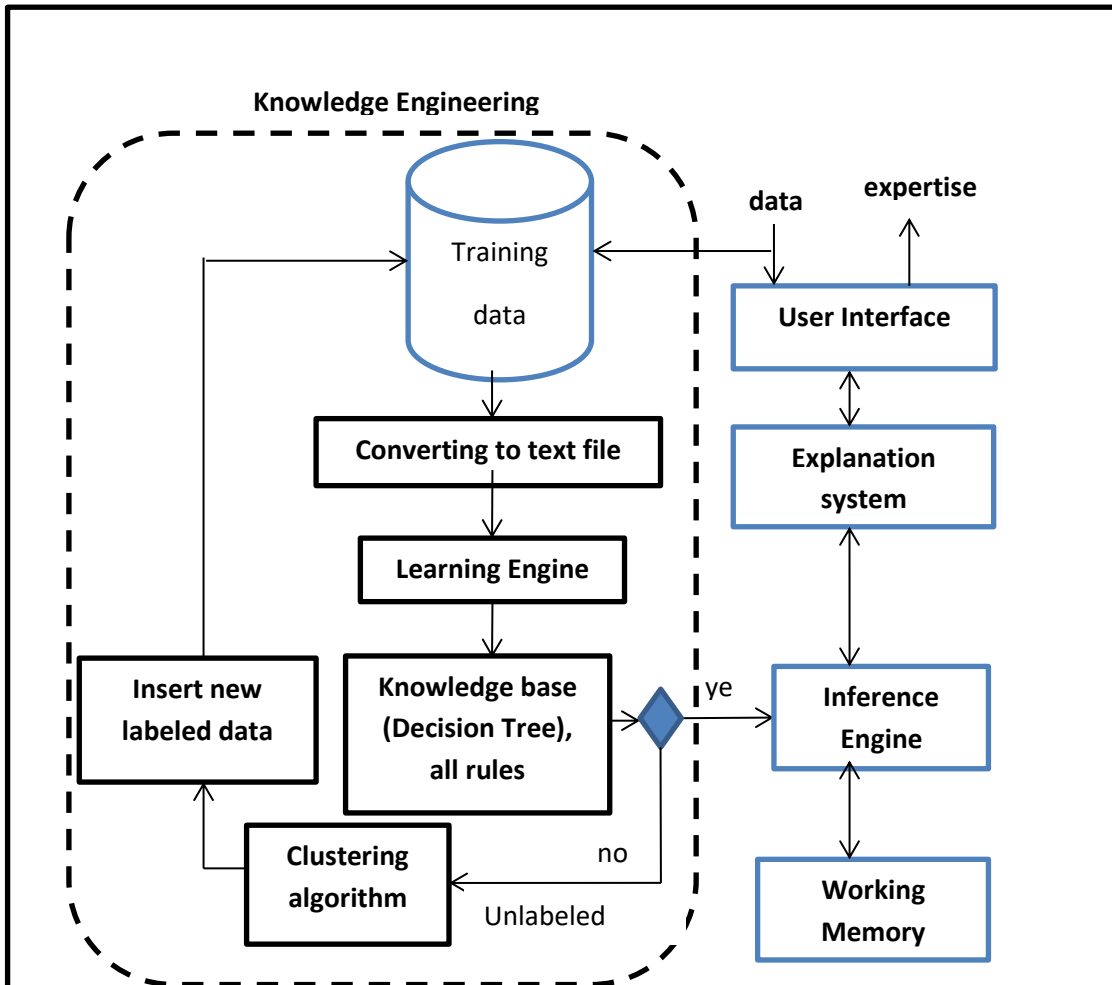 Knowledge Engineering
data
expertise
Training
data
User Interface
Converting to text file
Explanation
system
Learning Engine
Insert new
labeled data
Knowledge base
(Decision Tree),
all rules
ye
Inference
Engine
Clustering
algorithm
no
Unlabeled
Working
Memory